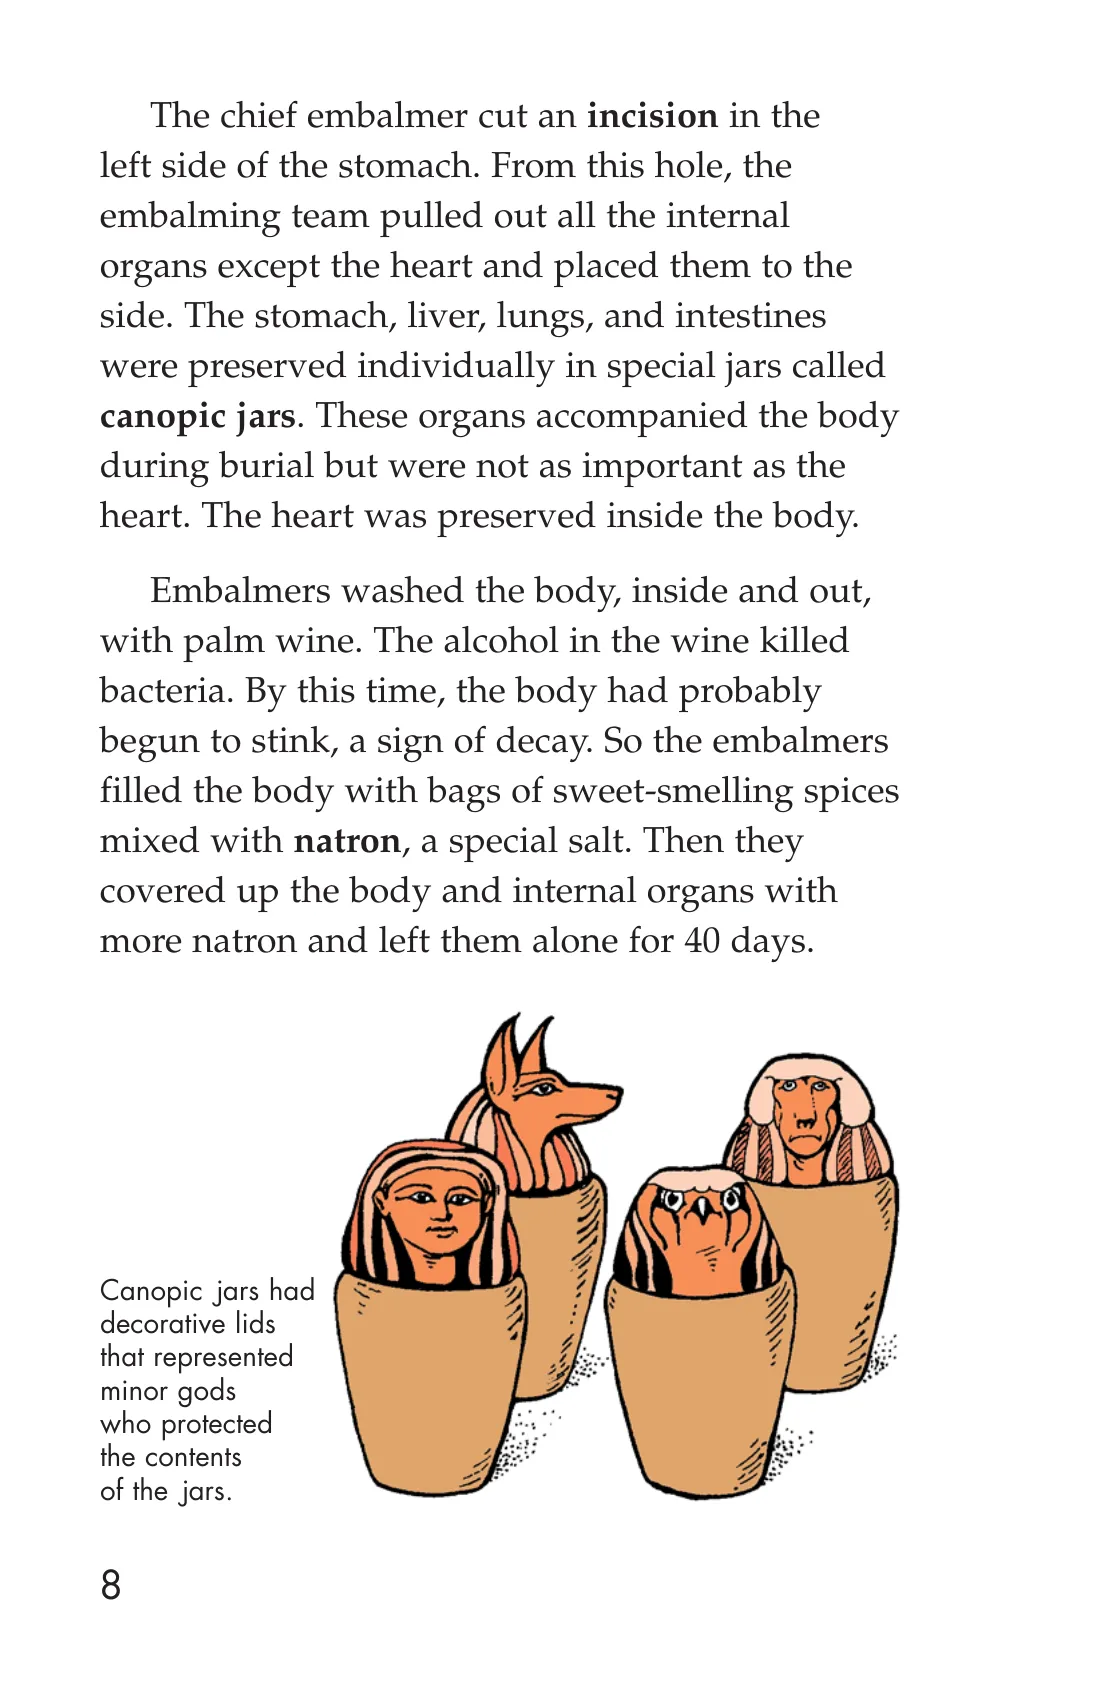 The chief embalmer cut an incision in the
left side of the stomach. From this hole, the
embalming team pulled out all the internal
organs except the heart and placed them to the
side. The stomach, liver, lungs, and intestines
were preserved individually in special jars called
canopic jars. These organs accompanied the body
during burial but were not as important as the
heart. The heart was preserved inside the body.
Embalmers washed the body, inside and out,
with palm wine. The alcohol in the wine killed
bacteria. By this time, the body had probably
begun to stink, a sign of decay. So the embalmers
filled the body with bags of sweet-smelling spices
mixed with natron, a special salt. Then they
covered up the body and internal organs with
more natron and left them alone for 40 days.
Canopic jars had
decorative lids
that represented
minor gods
who protected
the contents
of the jars.
8